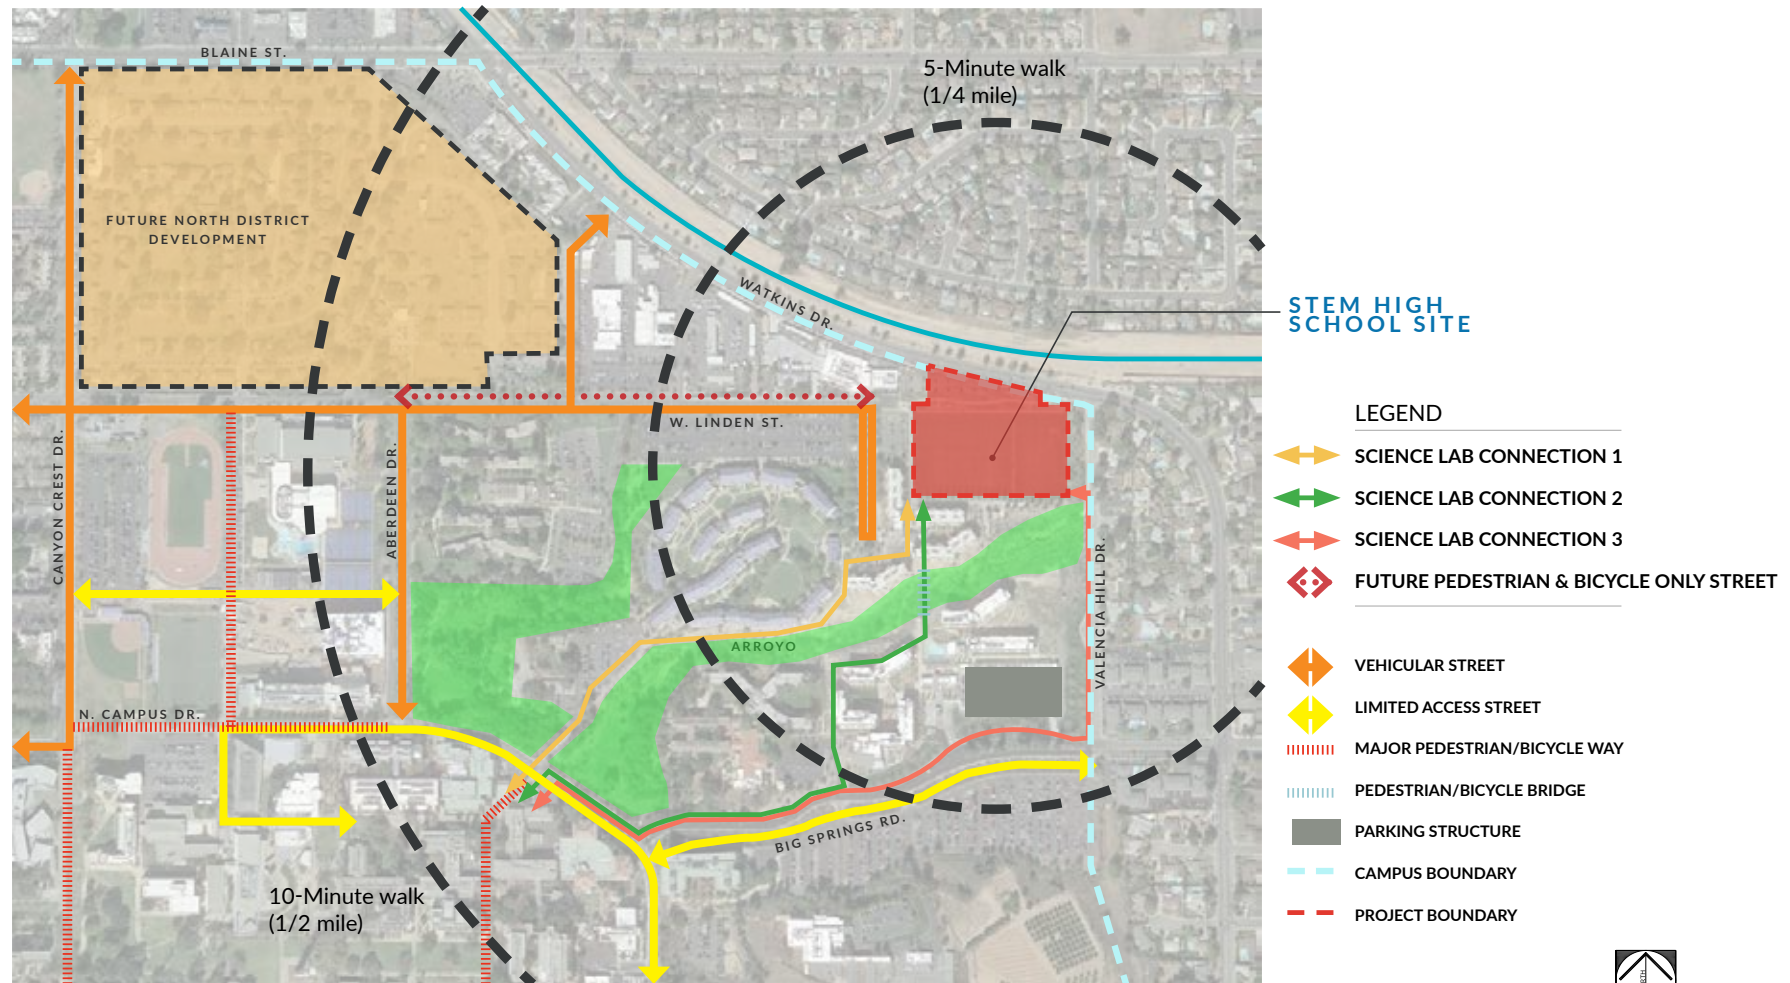 BLAINE ST.
5-Minute walk
(1/4 mile)
FUTURE NORTH DISTRICT
DEVELOPMENT
WATKINS DR.
STEM HIGH
SCHOOL SITE
W. LINDEN ST.
CANYON CREST DR.
ABERDEEN DR.
VALENCIA HILL DR.
ARROYO
N. CAMPUS DR.
BIG SPRINGS RD.
10-Minute walk
(1/2 mile)
LEGEND
SCIENCE LAB CONNECTION 1
SCIENCE LAB CONNECTION 2
SCIENCE LAB CONNECTION 3
FUTURE PEDESTRIAN & BICYCLE ONLY STREET
VEHICULAR STREET
LIMITED ACCESS STREET
MAJOR PEDESTRIAN/BICYCLE WAY
PEDESTRIAN/BICYCLE BRIDGE
PARKING STRUCTURE
CAMPUS BOUNDARY
PROJECT BOUNDARY